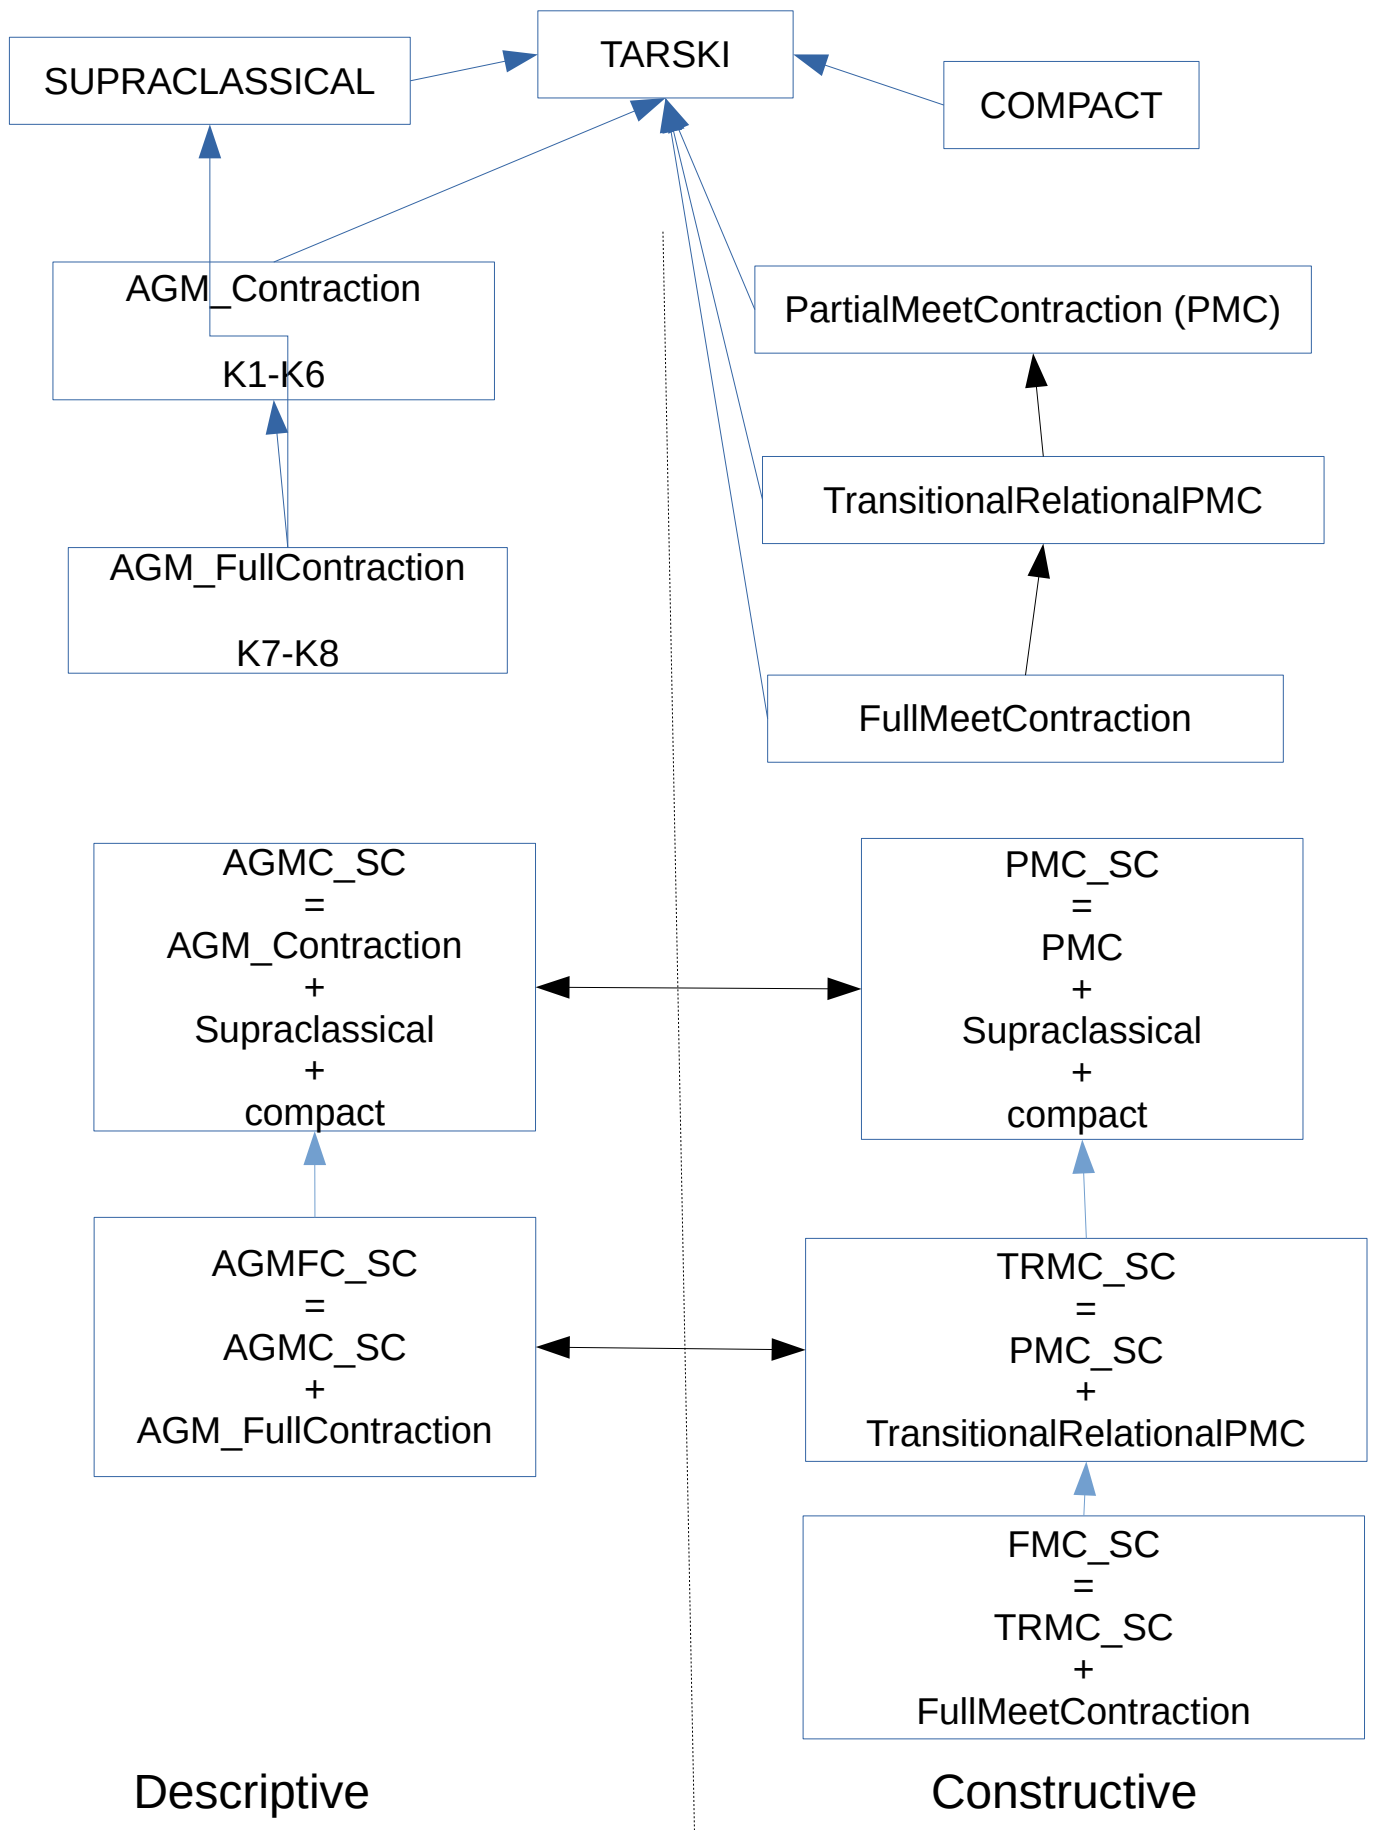 SUPRACLASSICAL
TARSKI
COMPACT
AGM_Contraction
K1-K6
PartialMeetContraction (PMC)
TransitionalRelationalPMC
AGM_FullContraction
K7-K8
FullMeetContraction
AGMC_SC
=
AGM_Contraction
+
Supraclassical
+
compact
PMC_SC
=
PMC
+
Supraclassical
+
compact
AGMFC_SC
=
AGMC_SC
+
AGM_FullContraction
TRMC_SC
=
PMC_SC
+
TransitionalRelationalPMC
FMC_SC
=
TRMC_SC
+
FullMeetContraction
Descriptive
Constructive